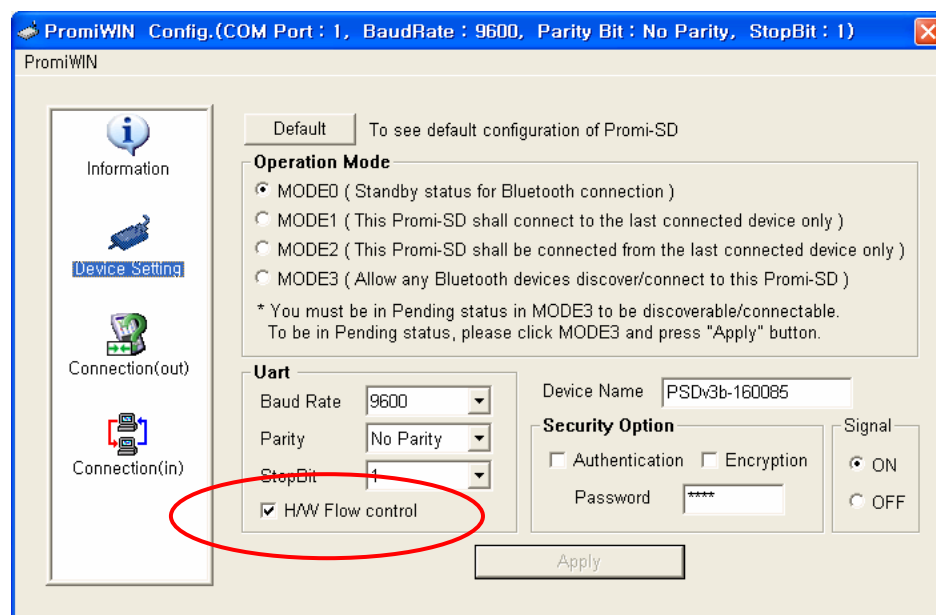 PromiWIN Config.(COM Port : 1, BaudRate : 9600, Parity Bit : No Parity, StopBit : 1)
PromiWIN
Information
Device Setting
Connection(out)
Connection(in)
Default To see default configuration of Promi-SD
Operation Mode
MODE0 ( Standby status for Bluetooth connection )
MODE1 ( This Promi-SD shall connect to the last connected device only )
MODE2 ( This Promi-SD shall be connected from the last connected device only )
MODE3 ( Allow any Bluetooth devices discover/connect to this Promi-SD )
* You must be in Pending status in MODE3 to be discoverable/connectable.
To be in Pending status, please click MODE3 and press "Apply" button.
Uart
Baud Rate 9600
Parity No Parity
StopBit 1
H/W Flow control
Device Name PSDv3b-160085
Security Option
Authentication Encryption
Password ****
Signal
ON
OFF
Apply